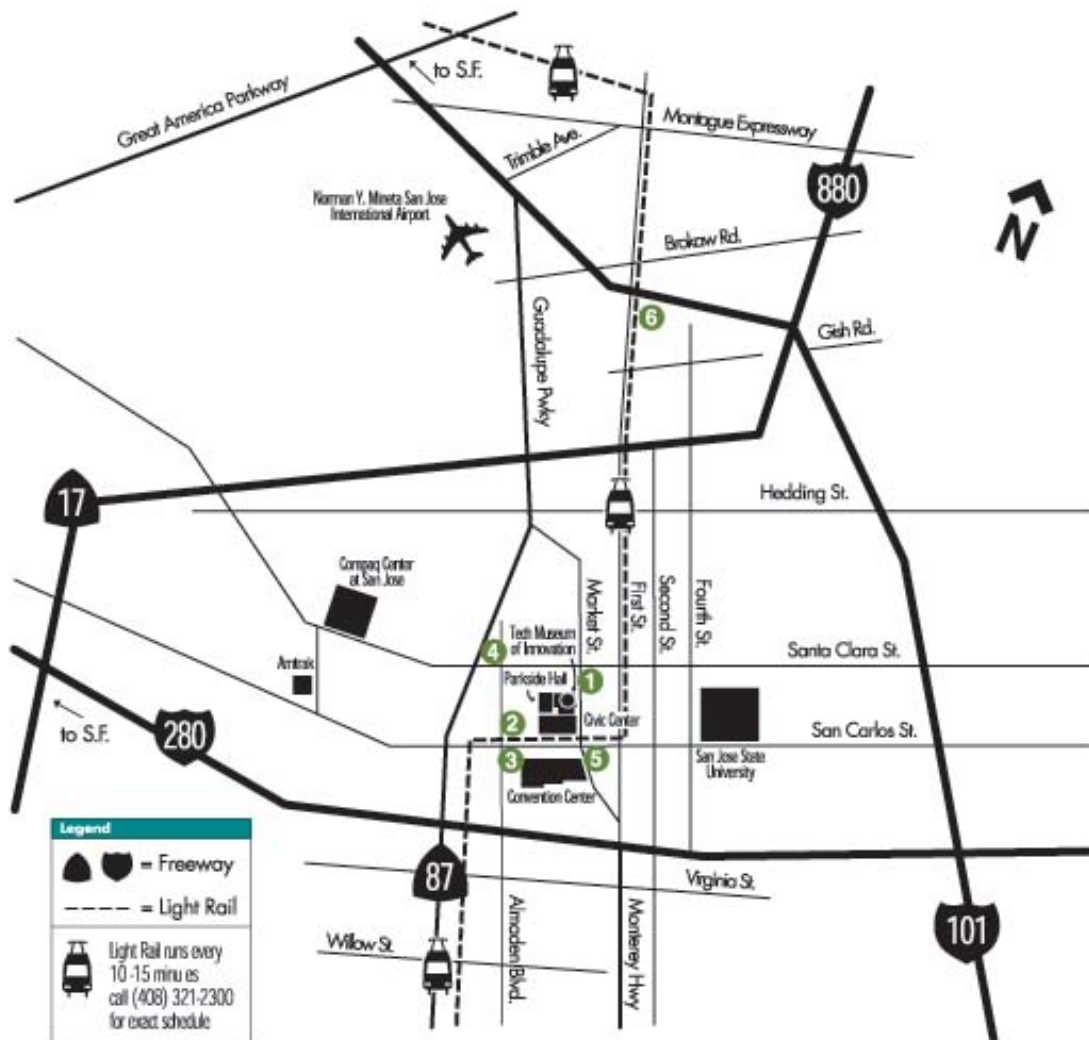 to S.F.
Great America Parkway
Montague Expressway
Trimble Ave.
880
Norman Y. Mineta San Jose
International Airport
N
Brokaw Rd.
Guadalupe Pwky
6
Gish Rd.
17
Hedding St.
Compaq Center
at San Jose
Market St.
First St.
Second St.
Fourth St.
Tech Museum
of Innovation
4
Santa Clara St.
Amtrak
Parkside Hall
1
2
Civic Center
San Carlos St.
to S.F.
280
3
5
San Jose State
University
Convention Center
Legend
= Freeway
= Light Rail
Light Rail runs every
10 -15 minu es
call (408) 321-2300
for exact schedule
87
Virginia St.
Willow St.
Almaden Blvd.
Monterey Hwy
101